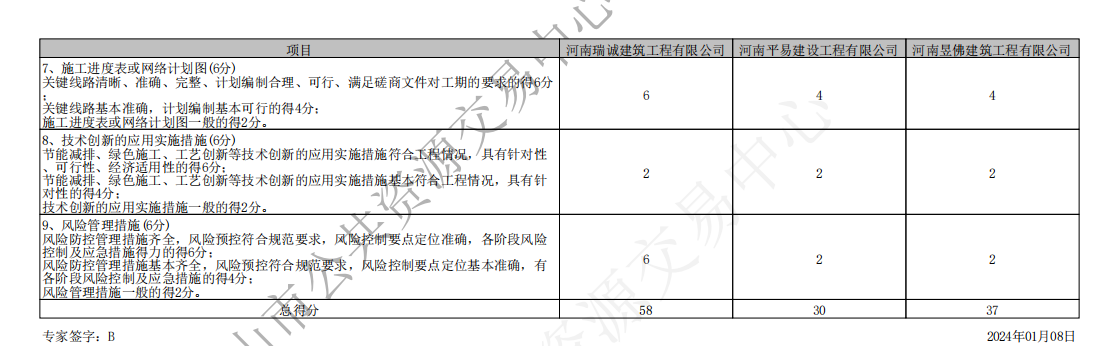 项目 河南瑞诚建筑工程有限公司 河南平易建设工程有限公司 河南昱佛建筑工程有限公司
7、施工进度表或网络计划图(6分)
关键线路清晰、准确、完整、计划编制合理、可行、满足磋商文件对工期的要求的得6分
;
关键线路基本准确，计划编制基本可行的得4分;
施工进度表或网络计划图一般的得2分。
6 4 4
8、技术创新的应用实施措施(6分)
节能减排、绿色施工、工艺创新等技术创新的应用实施措施符合工程情况，具有针对性
、可行性、经济适用性的得6分;
节能减排、绿色施工、工艺创新等技术创新的应用实施措施基本符合工程情况，具有针
对性的得4分;
技术创新的应用实施措施一般的得2分。
2 2 2
9、风险管理措施(6分)
风险防控管理措施齐全，风险预控符合规范要求，风险控制要点定位准确，各阶段风险
控制及应急措施得力的得6分;
风险防控管理措施基本齐全，风险预控符合规范要求，风险控制要点定位基本准确，有
各阶段风险控制及应急措施的得4分;
风险管理措施一般的得2分。
6 2 2
总得分 58 30 37
专家签字：B 2024年01月08日
山市公共资源交易中心
资源交易中心